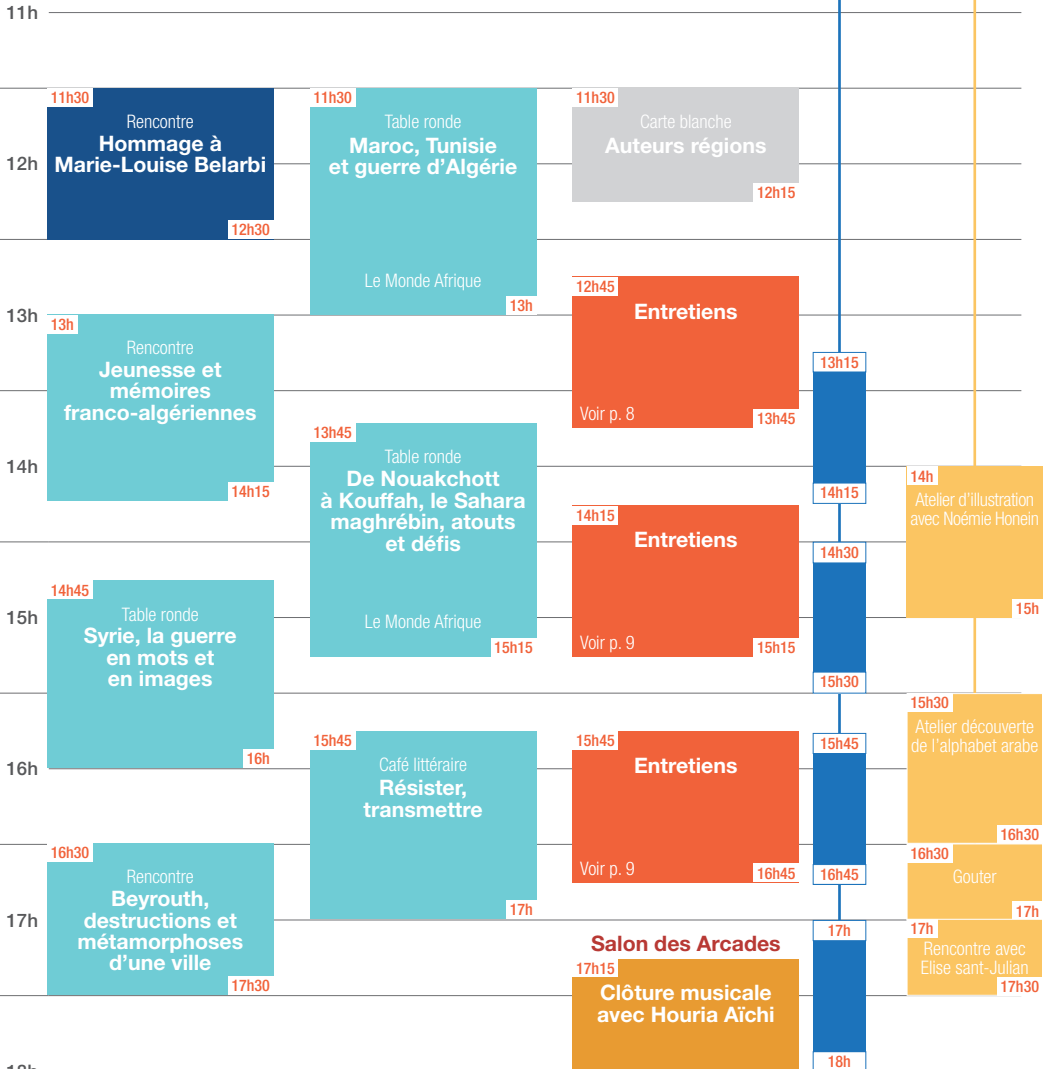 11h
12h
13h
14h
15h
16h
17h
11h30
Rencontre
Hommage à
Marie-Louise Belarbi
12h30
13h
Rencontre
Jeunesse et
mémoires
franco-algériennes
14h15
14h45
Table ronde
Syrie, la guerre
en mots et
en images
16h
16h30
Rencontre
Beyrouth,
destructions et
métamorphoses
d'une ville
17h30
11h30
Table ronde
Maroc, Tunisie
et guerre d'Algérie
Le Monde Afrique
13h
13h45
Table ronde
De Nouakchott
à Kouffah, le Sahara
maghrébin, atouts
et défis
Le Monde Afrique
15h15
15h45
Café littéraire
Résister,
transmettre
17h
11h30
Carte blanche
Auteurs régions
12h15
12h45
Entretiens
Voir p. 8
13h45
14h15
Entretiens
Voir p. 9
15h15
15h45
Entretiens
Voir p. 9
16h45
Salon des Arcades
17h15
Clôture musicale
avec Houria Aïchi
13h15
14h15
14h30
15h30
15h45
16h45
17h
18h
14h
Atelier d'illustration
avec Noémie Honein
15h
15h30
Atelier découverte
de l'alphabet arabe
16h30
16h30
Gouter
17h
17h
Rencontre avec
Elise sant-Julian
17h30